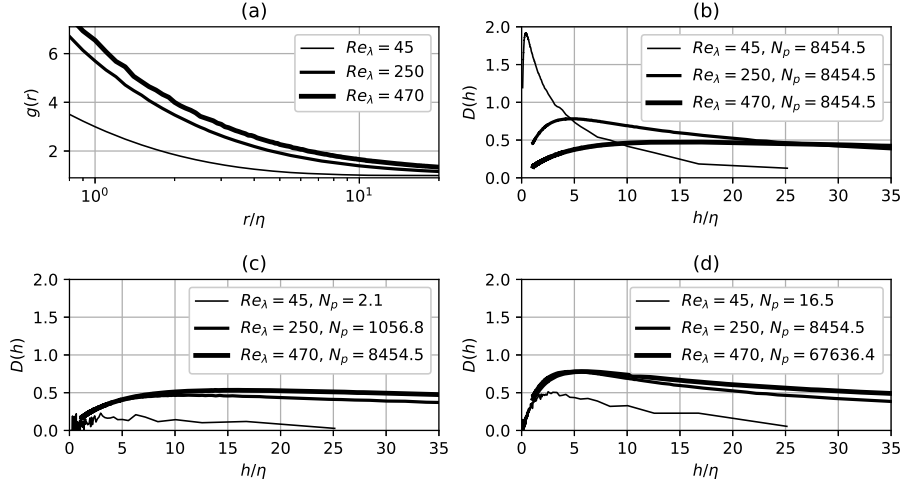 (a)
g(r)
6
4
2
10⁰
10¹
r/η
Re_λ = 45
Re_λ = 250
Re_λ = 470
(b)
D(h)
2.0
1.5
1.0
0.5
0.0
0 5 10 15 20 25 30 35
h/η
Re_λ = 45, N_p = 8454.5
Re_λ = 250, N_p = 8454.5
Re_λ = 470, N_p = 8454.5
(c)
D(h)
2.0
1.5
1.0
0.5
0.0
0 5 10 15 20 25 30 35
h/η
Re_λ = 45, N_p = 2.1
Re_λ = 250, N_p = 1056.8
Re_λ = 470, N_p = 8454.5
(d)
D(h)
2.0
1.5
1.0
0.5
0.0
0 5 10 15 20 25 30 35
h/η
Re_λ = 45, N_p = 16.5
Re_λ = 250, N_p = 8454.5
Re_λ = 470, N_p = 67636.4